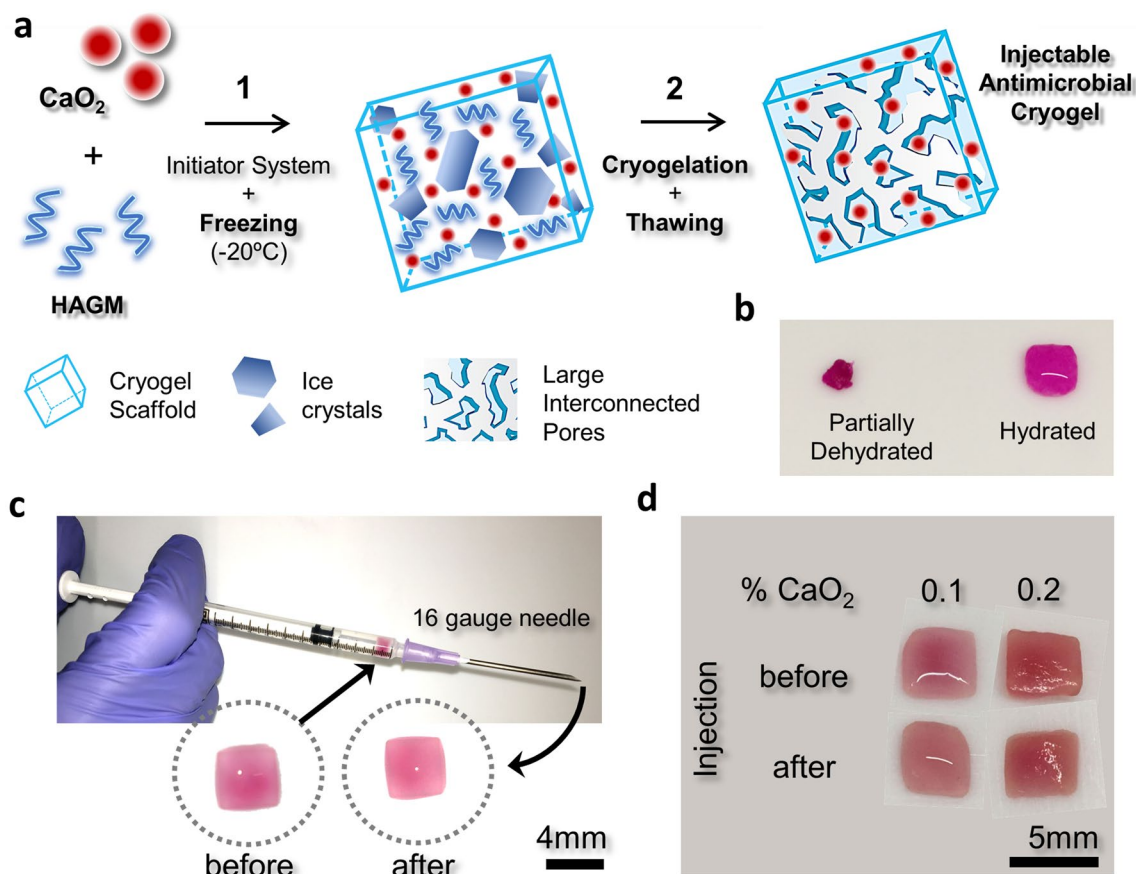 a
CaO2
+
HAGM
1
Initiator System
+
Freezing
(-20ºC)
2
Cryogelation
+
Thawing
Injectable
Antimicrobial
Cryogel
Cryogel
Scaffold
Ice
crystals
Large
Interconnected
Pores
b
Partially
Dehydrated
Hydrated
c
16 gauge needle
before
after
4mm
d
% CaO2 0.1 0.2
Injection
before
after
5mm